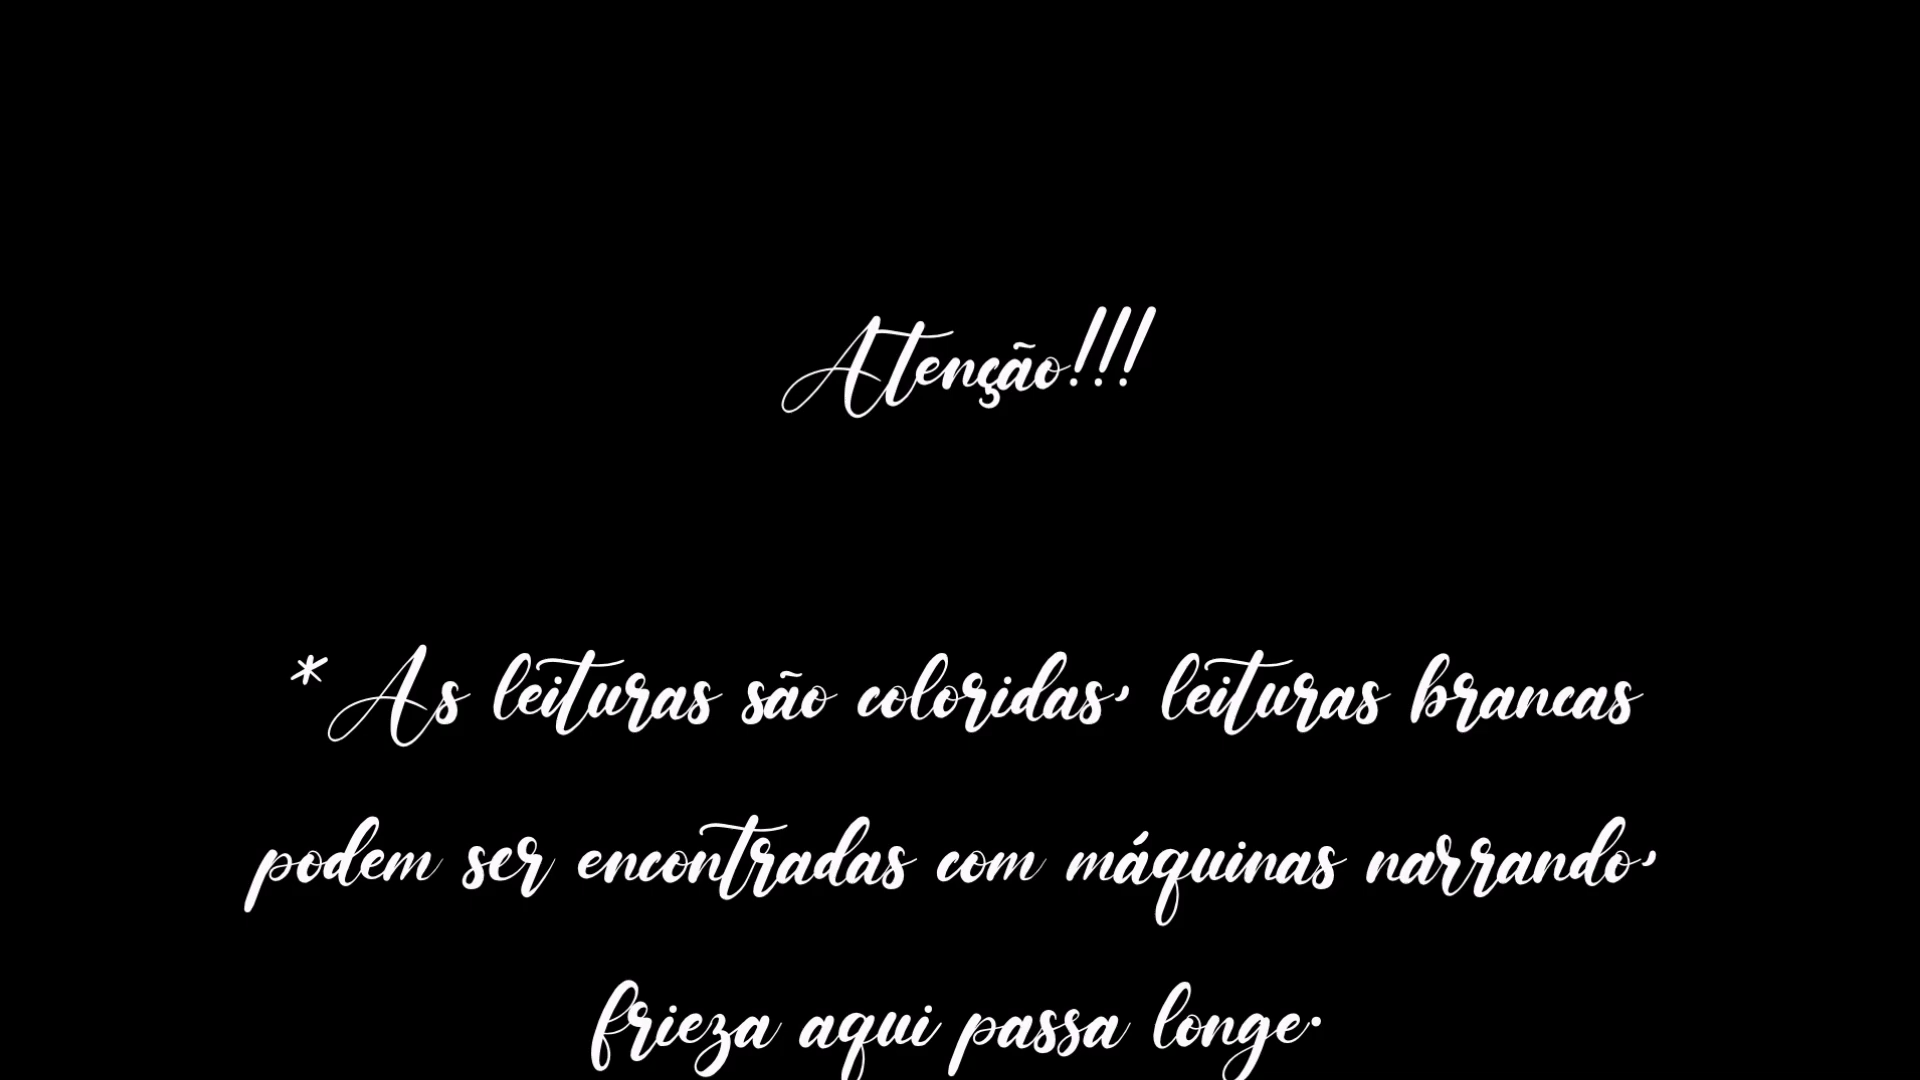 Atenção!!!
* As leituras são coloridas, leituras brancas
podem ser encontradas com máquinas narrando,
frieza aqui passa longe.